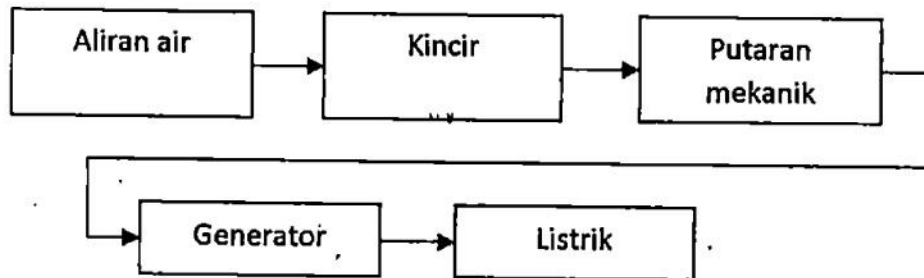 Aliran air
Kincir
Putaran
mekanik
Generator
Listrik